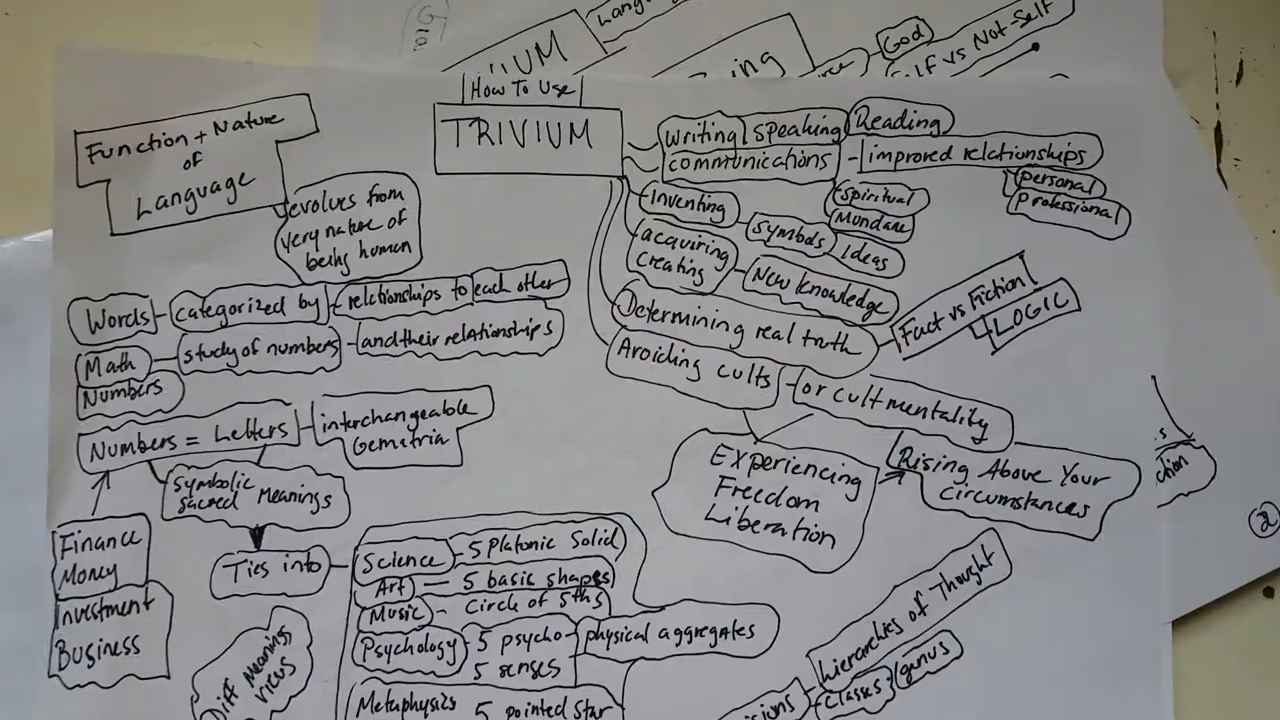 God
Self vs Not-Self
How To Use
TRIVIUM
Writing speaking Reading
communications
improved relationships
personal
professional
Spiritual
Mundane
Inventing
symbols
Ideas
acquiring
creating
New knowledge
Determining real truth
Fact vs Fiction
LOGIC
Avoiding cults
or cult mentality
Experiencing
Freedom
Liberation
Rising Above Your
Circumstances
Function + Nature
of
Language
evolves from
very nature of
being human
Words
categorized by
relationships to each other
Math
study of numbers
and their relationships
Numbers
Numbers = Letters
interchangeable
Gematria
Symbolic
sacred Meanings
Finance
Money
Investment
Business
Ties into
Science - 5 Platonic Solid
Art - 5 basic shapes
Music - Circle of 5ths
Psychology - 5 psycho-physical aggregates
5 senses
Metaphysics 5 pointed star
Diff Meanings
views
Hierarchies of Thought
Classes genus
2